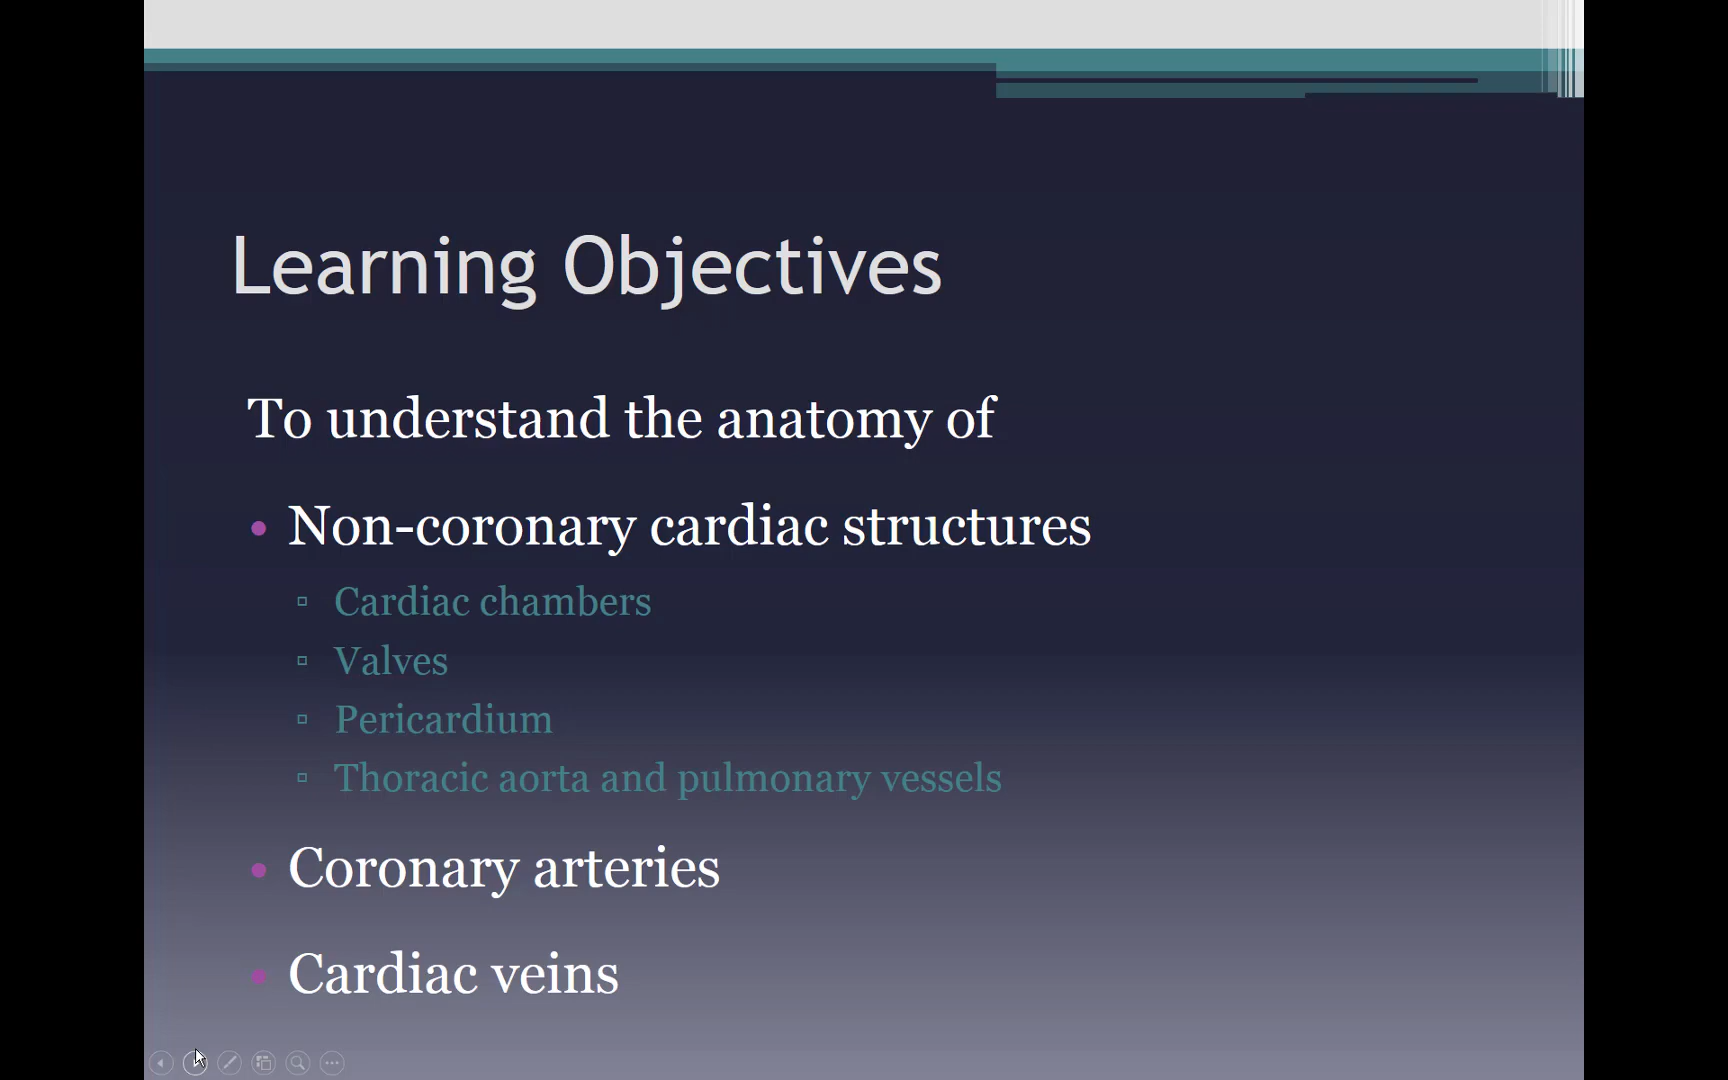 Learning Objectives
To understand the anatomy of
• Non-coronary cardiac structures
▫ Cardiac chambers
▫ Valves
▫ Pericardium
▫ Thoracic aorta and pulmonary vessels
• Coronary arteries
• Cardiac veins